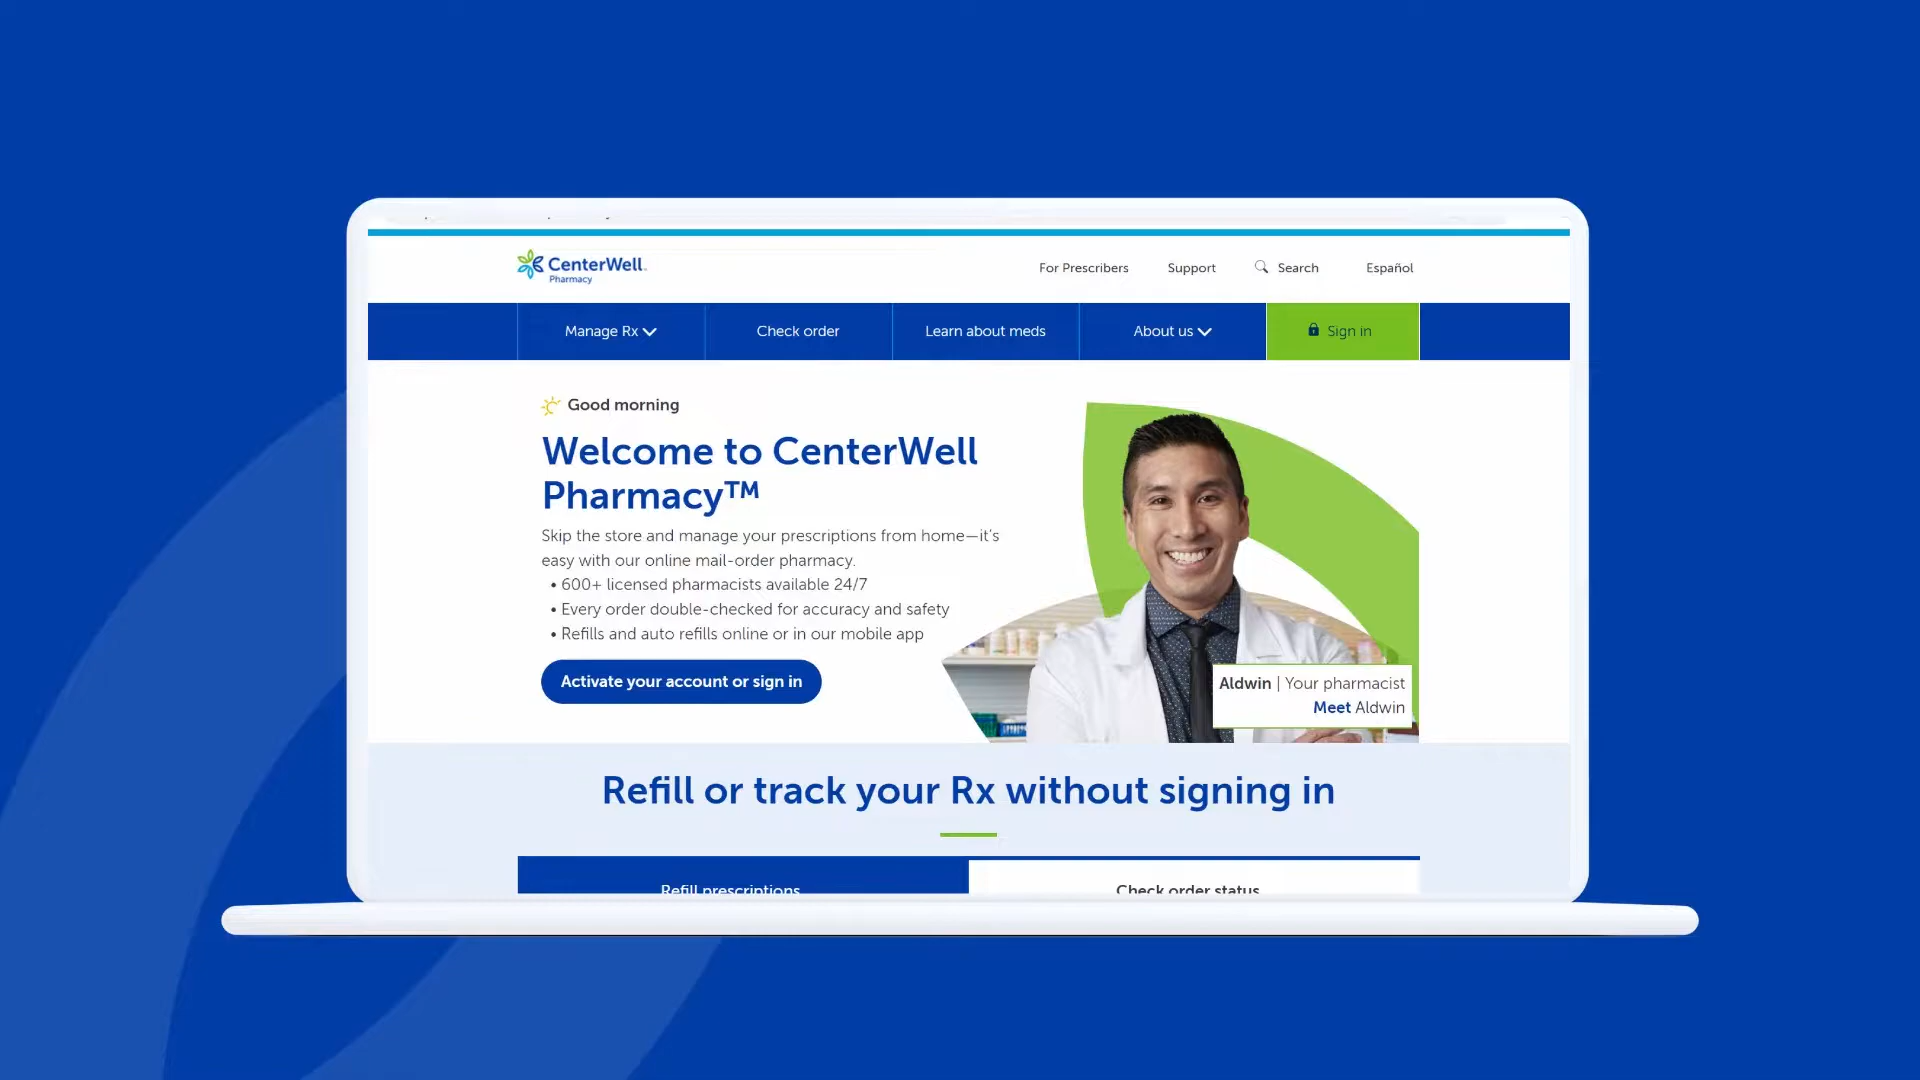 CenterWell
Pharmacy
For Prescribers
Support
Search
Español
Manage Rx
Check order
Learn about meds
About us
Sign in
Good morning
Welcome to CenterWell
Pharmacy™
Skip the store and manage your prescriptions from home—it's
easy with our online mail-order pharmacy.
• 600+ licensed pharmacists available 24/7
• Every order double-checked for accuracy and safety
• Refills and auto refills online or in our mobile app
Activate your account or sign in
Aldwin | Your pharmacist
Meet Aldwin
Refill or track your Rx without signing in
Refill prescriptions
Check order status